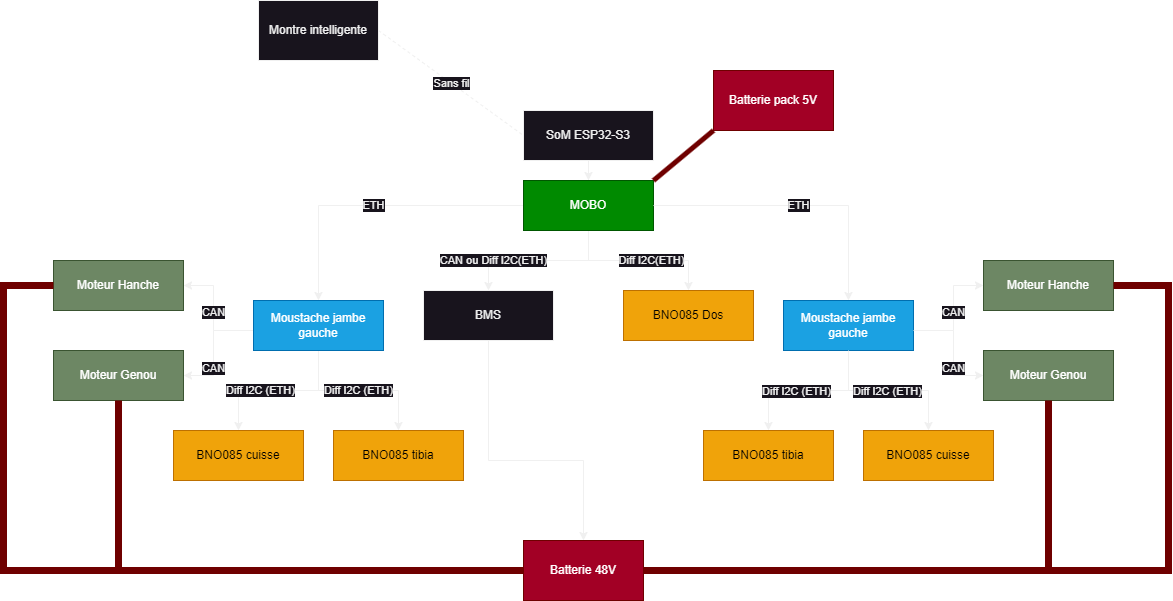 Montre intelligente
Sans fil
Batterie pack 5V
SoM ESP32-S3
MOBO
ETH
ETH
CAN ou Diff I2C(ETH)
Diff I2C(ETH)
Moteur Hanche
Moteur Hanche
CAN
CAN
Moustache jambe
gauche
BMS
BNO085 Dos
Moustache jambe
gauche
CAN
CAN
Moteur Genou
Moteur Genou
Diff I2C (ETH)
Diff I2C (ETH)
Diff I2C (ETH)
Diff I2C (ETH)
BNO085 cuisse
BNO085 tibia
BNO085 tibia
BNO085 cuisse
Batterie 48V